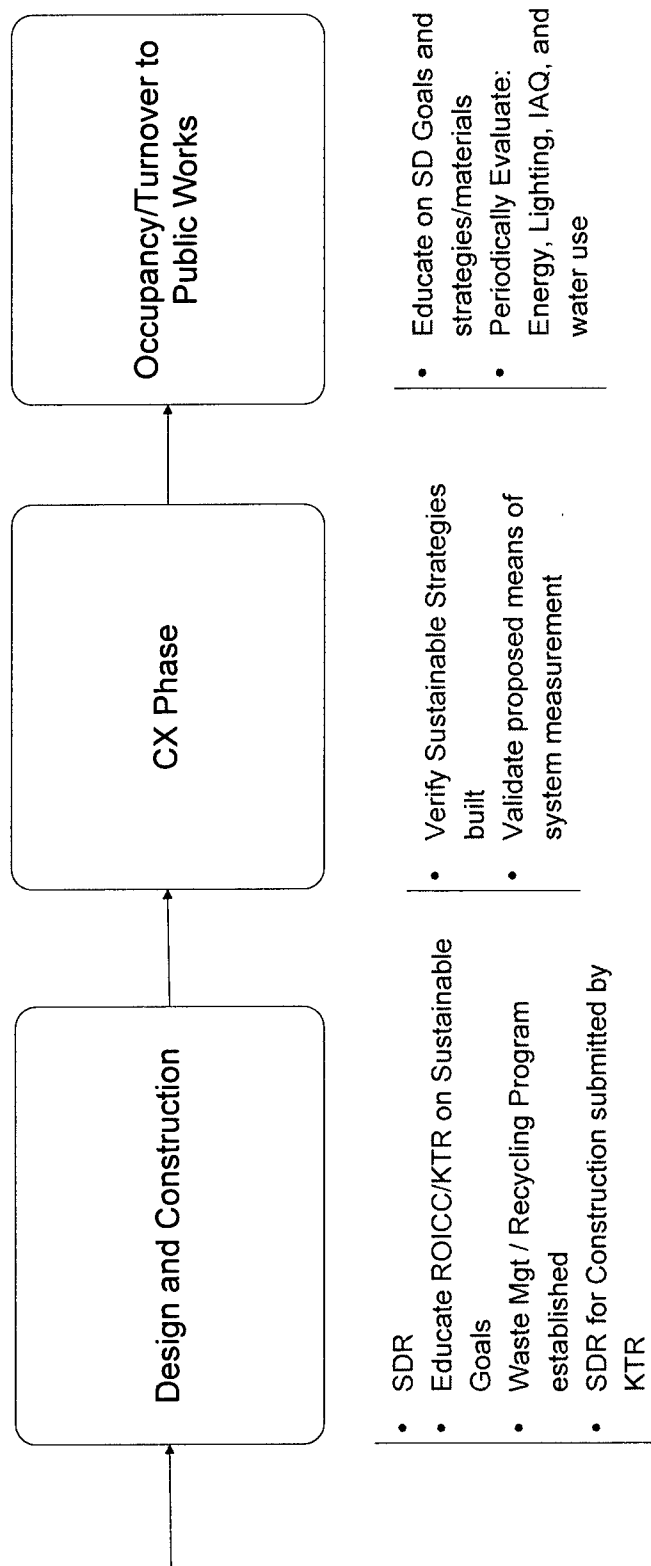 Design and Construction
• SDR
• Educate ROICC/KTR on Sustainable
Goals
• Waste Mgt / Recycling Program
established
• SDR for Construction submitted by
KTR
CX Phase
• Verify Sustainable Strategies
built
• Validate proposed means of
system measurement
Occupancy/Turnover to
Public Works
• Educate on SD Goals and
strategies/materials
• Periodically Evaluate:
Energy, Lighting, IAQ, and
water use